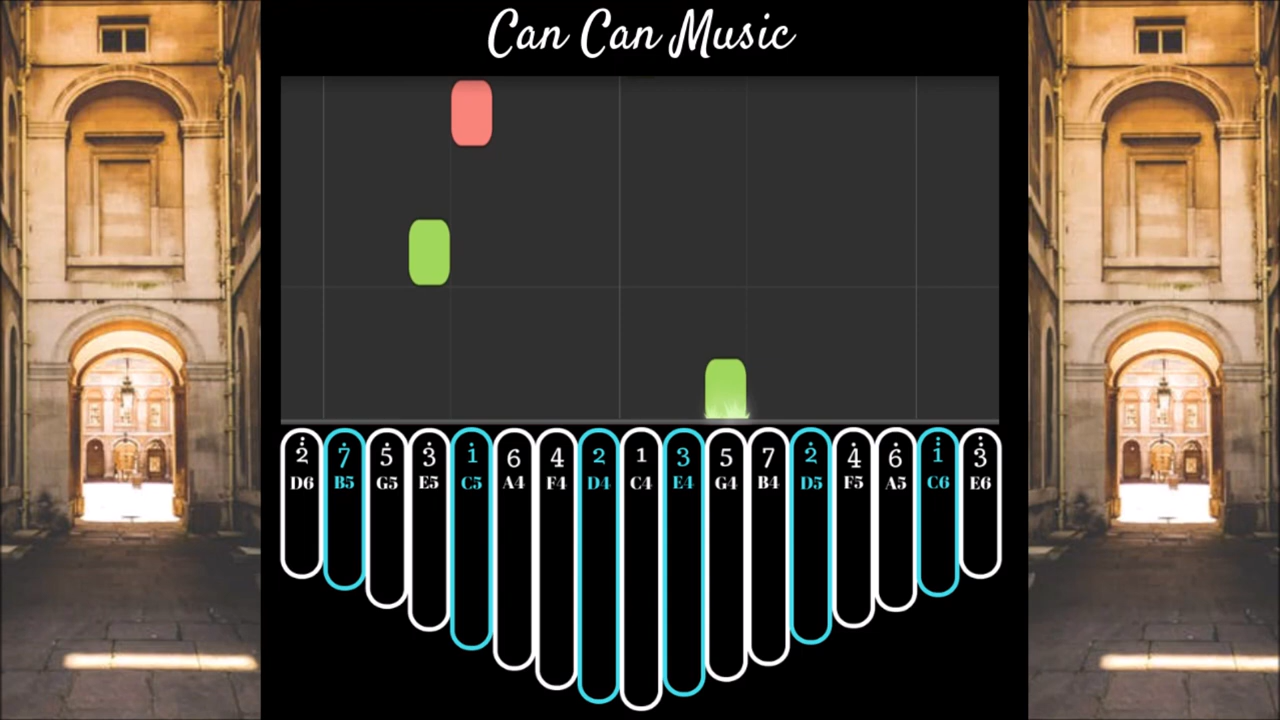 Can Can Music
2̈ 7̇ 5̇ 3̇ 1̇ 6 4 2 1 3 5 7 2̇ 4̇ 6̇ 1̈ 3̈
D6 B5 G5 E5 C5 A4 F4 D4 C4 E4 G4 B4 D5 F5 A5 C6 E6